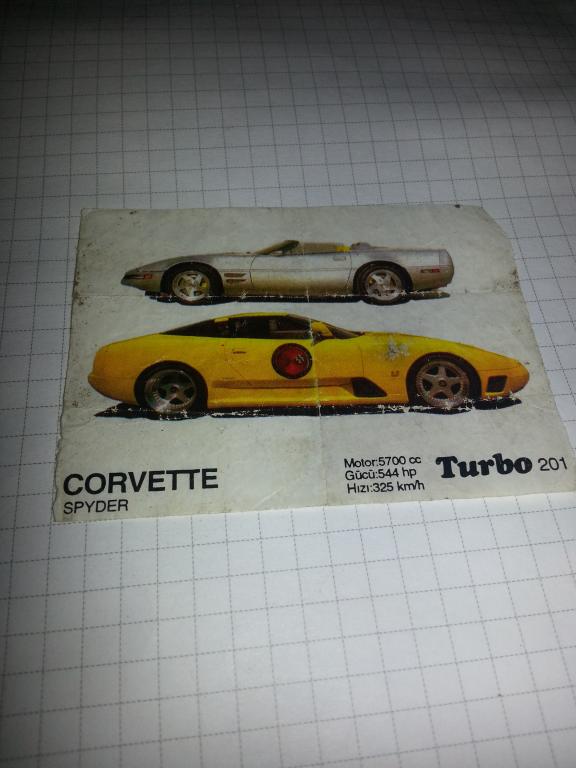 CORVETTE
SPYDER
Motor:5700 cc
Gücü:544 hp
Hızı:325 km/h
Turbo 201